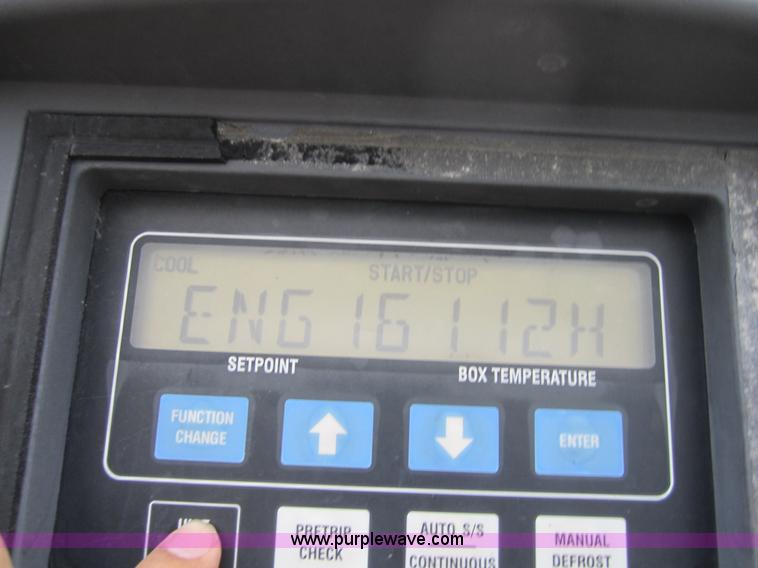 COOL
START/STOP
ENG 16112H
SETPOINT
BOX TEMPERATURE
FUNCTION
CHANGE
ENTER
PRETRIP
CHECK
AUTO S/S
CONTINUOUS
MANUAL
DEFROST
www.purplewave.com